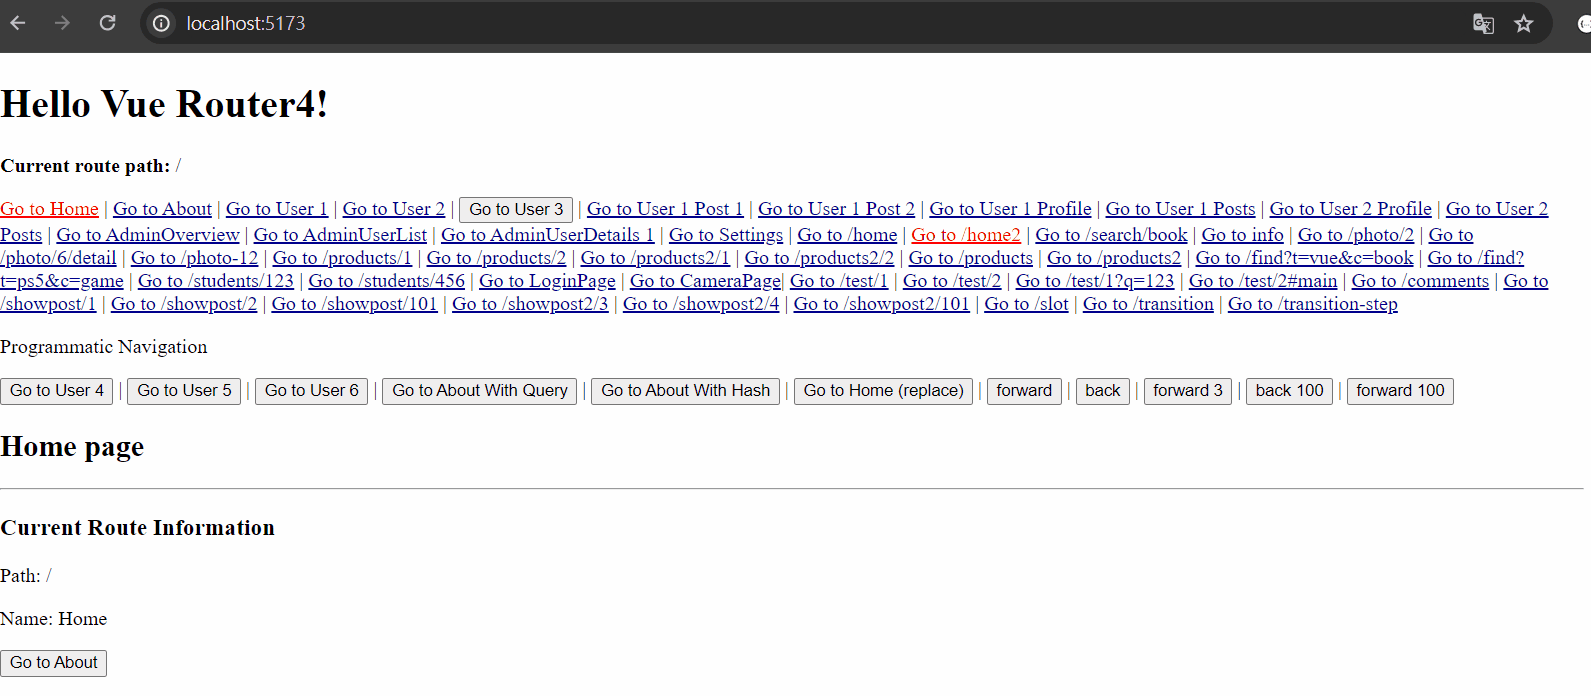 localhost:5173
Hello Vue Router4!
Current route path: /
Go to Home | Go to About | Go to User 1 | Go to User 2 | Go to User 3 | Go to User 1 Post 1 | Go to User 1 Post 2 | Go to User 1 Profile | Go to User 1 Posts | Go to User 2 Profile | Go to User 2
Posts | Go to AdminOverview | Go to AdminUserList | Go to AdminUserDetails 1 | Go to Settings | Go to /home | Go to /home2 | Go to /search/book | Go to info | Go to /photo/2 | Go to
/photo/6/detail | Go to /photo-12 | Go to /products/1 | Go to /products/2 | Go to /products2/1 | Go to /products2/2 | Go to /products | Go to /products2 | Go to /find?t=vue&c=book | Go to /find?
t=ps5&c=game | Go to /students/123 | Go to /students/456 | Go to LoginPage | Go to CameraPage| Go to /test/1 | Go to /test/2 | Go to /test/1?q=123 | Go to /test/2#main | Go to /comments | Go to
/showpost/1 | Go to /showpost/2 | Go to /showpost/101 | Go to /showpost2/3 | Go to /showpost2/4 | Go to /showpost2/101 | Go to /slot | Go to /transition | Go to /transition-step
Programmatic Navigation
Go to User 4 | Go to User 5 | Go to User 6 | Go to About With Query | Go to About With Hash | Go to Home (replace) | forward | back | forward 3 | back 100 | forward 100
Home page
Current Route Information
Path: /
Name: Home
Go to About